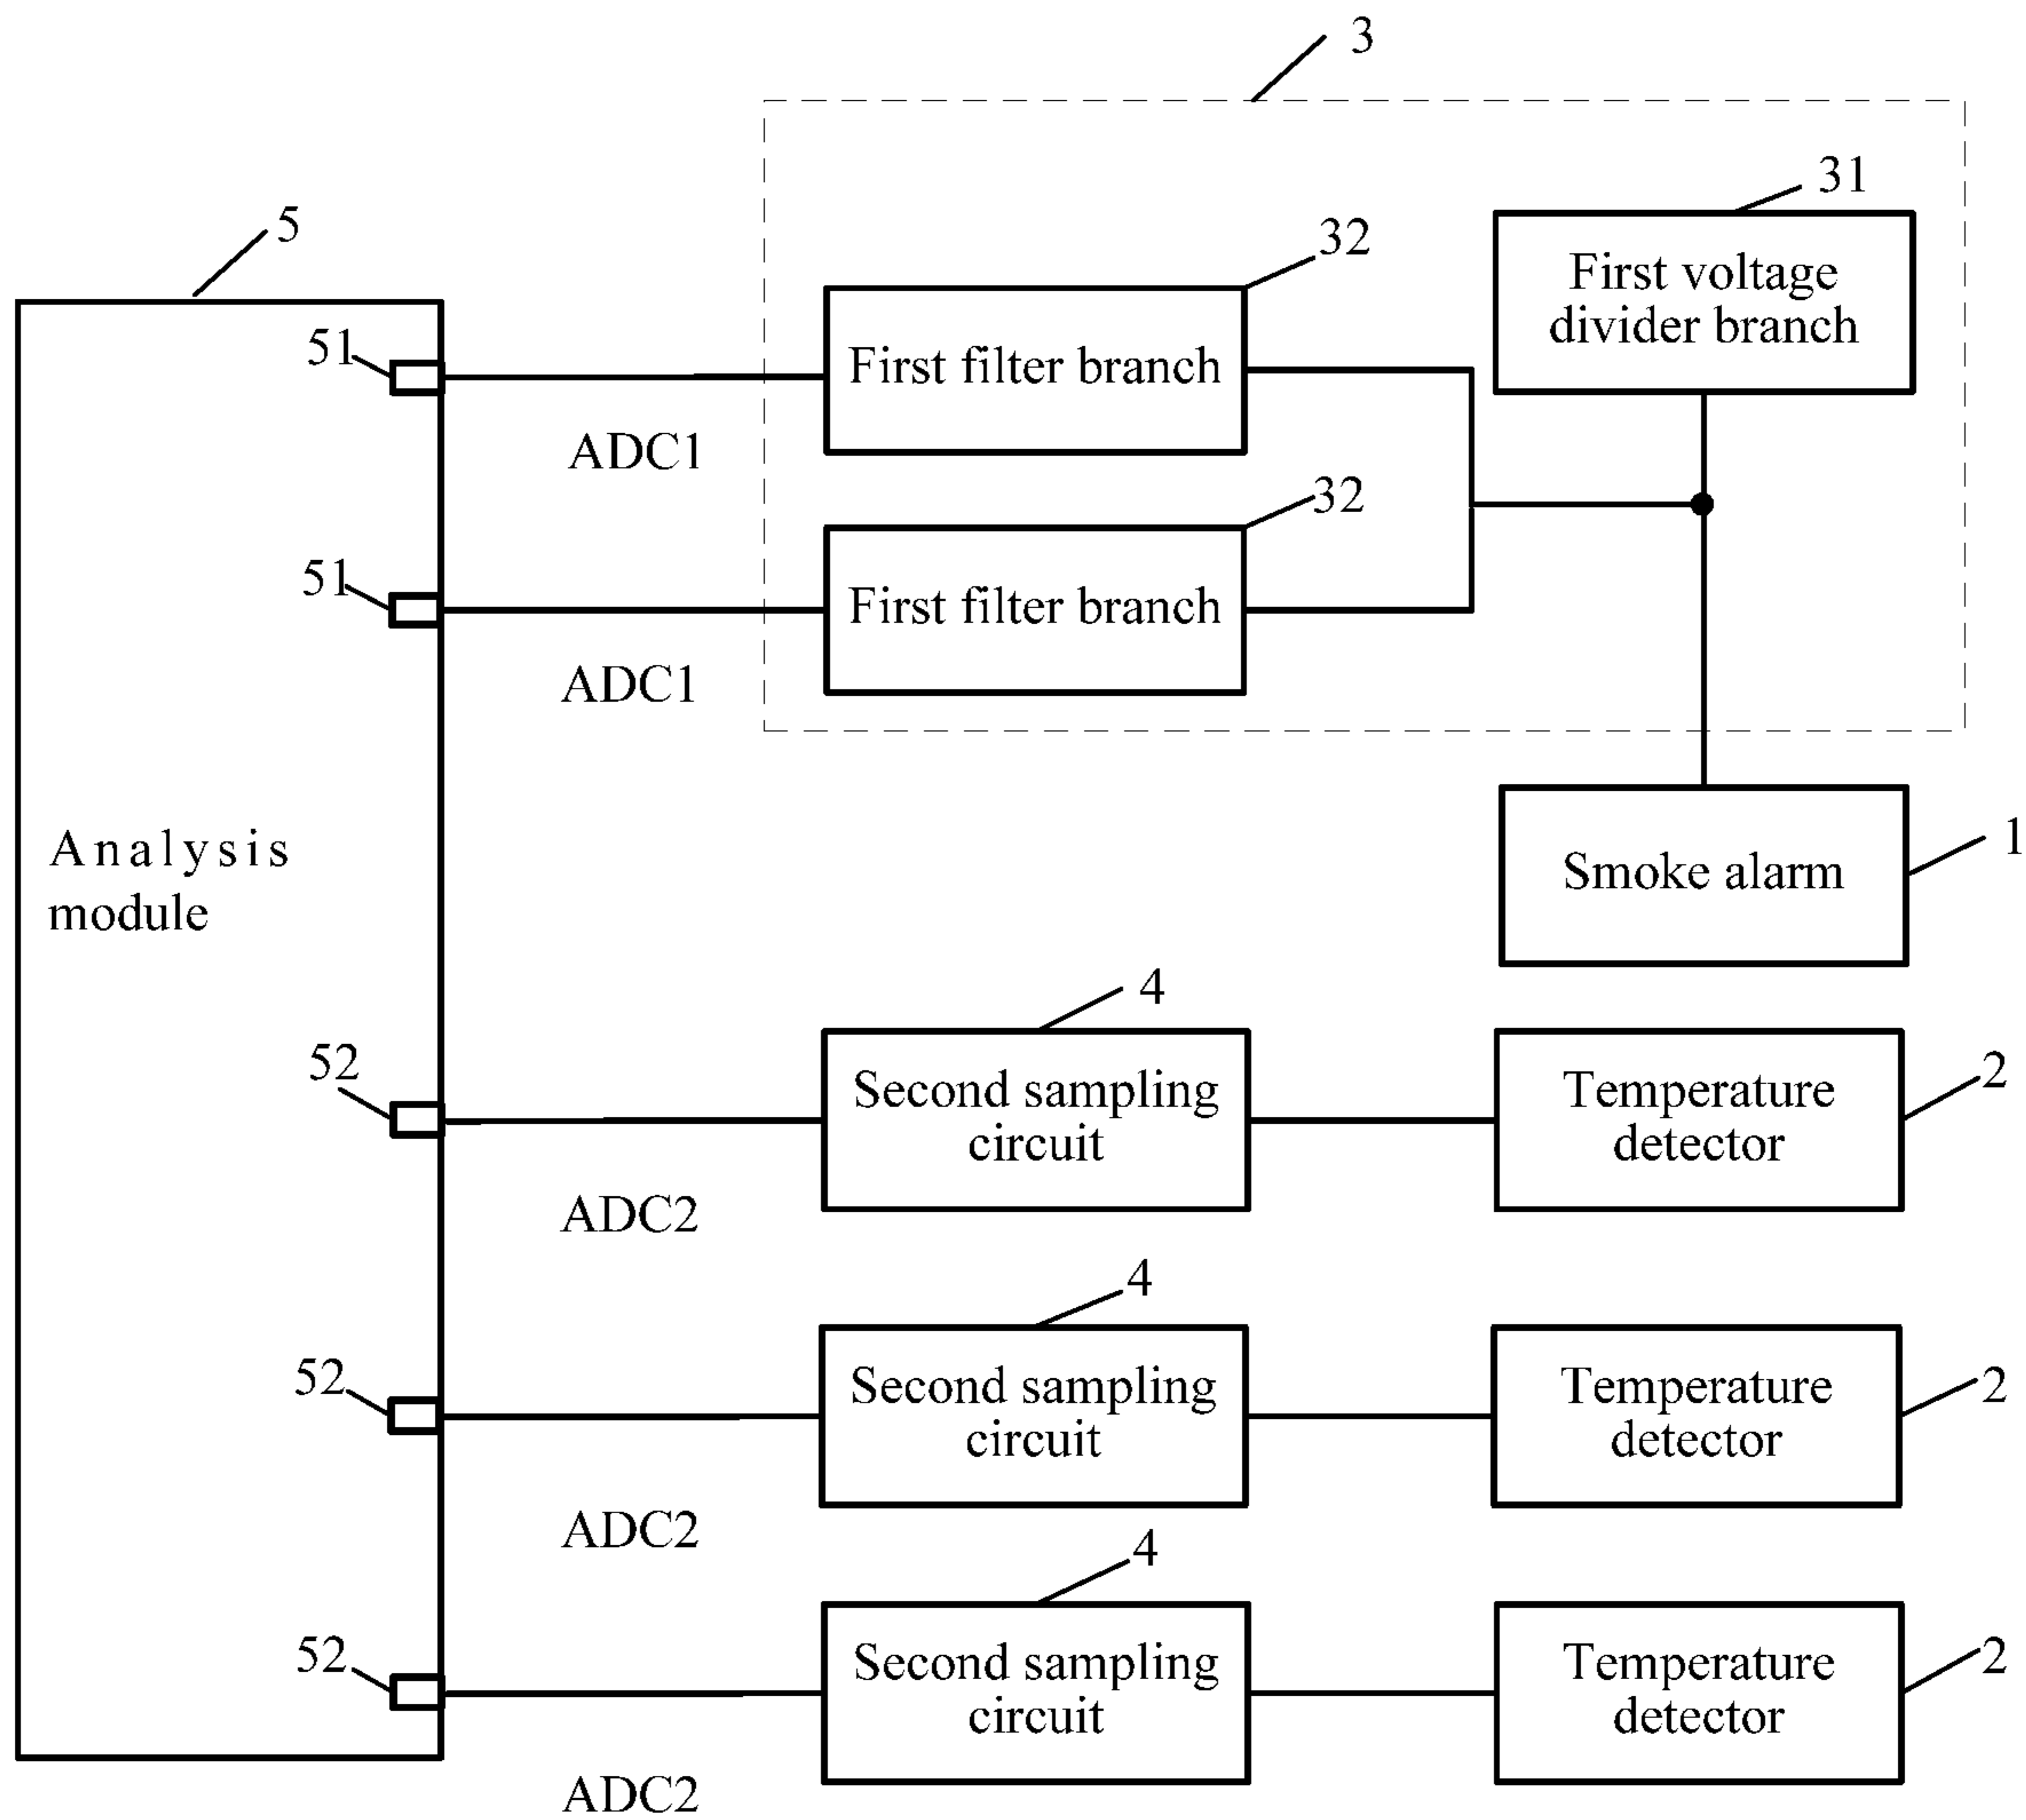 3
31
First voltage
divider branch
5
32
51
First filter branch
ADC1
32
51
First filter branch
ADC1
Analysis
module
Smoke alarm
1
4
52
Second sampling
circuit
Temperature
detector
2
ADC2
4
52
Second sampling
circuit
Temperature
detector
2
ADC2
4
52
Second sampling
circuit
Temperature
detector
2
ADC2